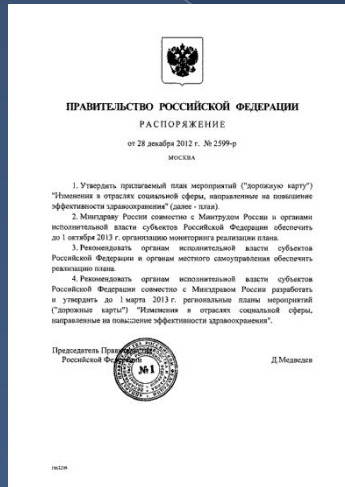 ПРАВИТЕЛЬСТВО РОССИЙСКОЙ ФЕДЕРАЦИИ
РАСПОРЯЖЕНИЕ
от 28 декабря 2012 г. № 2599-р
МОСКВА
1. Утвердить прилагаемый план мероприятий ("дорожную карту")
"Изменения в отраслях социальной сферы, направленные на повышение
эффективности здравоохранения" (далее - план).
2. Минздраву России совместно с Минтрудом России и органами
исполнительной власти субъектов Российской Федерации обеспечить
до 1 октября 2013 г. организацию мониторинга реализации плана.
3. Рекомендовать органам исполнительной власти субъектов
Российской Федерации и органам местного самоуправления обеспечить
реализацию плана.
4. Рекомендовать органам исполнительной власти субъектов
Российской Федерации совместно с Минздравом России разработать
и утвердить до 1 марта 2013 г. региональные планы мероприятий
("дорожные карты") "Изменения в отраслях социальной сферы,
направленные на повышение эффективности здравоохранения".
Председатель
Российской Д.Медведев
№1